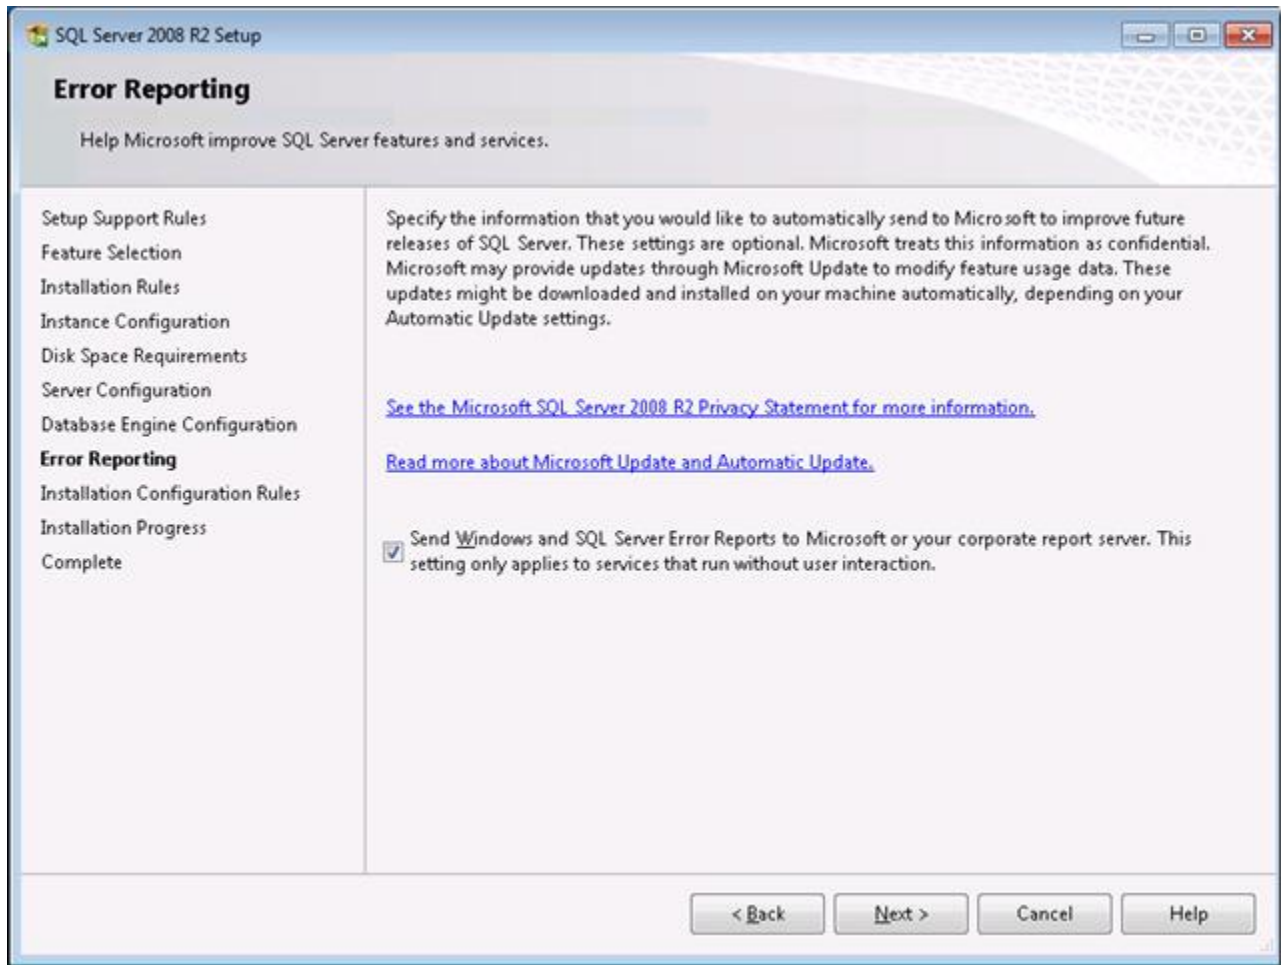 SQL Server 2008 R2 Setup
Error Reporting
Help Microsoft improve SQL Server features and services.
Setup Support Rules
Feature Selection
Installation Rules
Instance Configuration
Disk Space Requirements
Server Configuration
Database Engine Configuration
Error Reporting
Installation Configuration Rules
Installation Progress
Complete
Specify the information that you would like to automatically send to Microsoft to improve future
releases of SQL Server. These settings are optional. Microsoft treats this information as confidential.
Microsoft may provide updates through Microsoft Update to modify feature usage data. These
updates might be downloaded and installed on your machine automatically, depending on your
Automatic Update settings.
See the Microsoft SQL Server 2008 R2 Privacy Statement for more information.
Read more about Microsoft Update and Automatic Update.
Send Windows and SQL Server Error Reports to Microsoft or your corporate report server. This
setting only applies to services that run without user interaction.
< Back
Next >
Cancel
Help